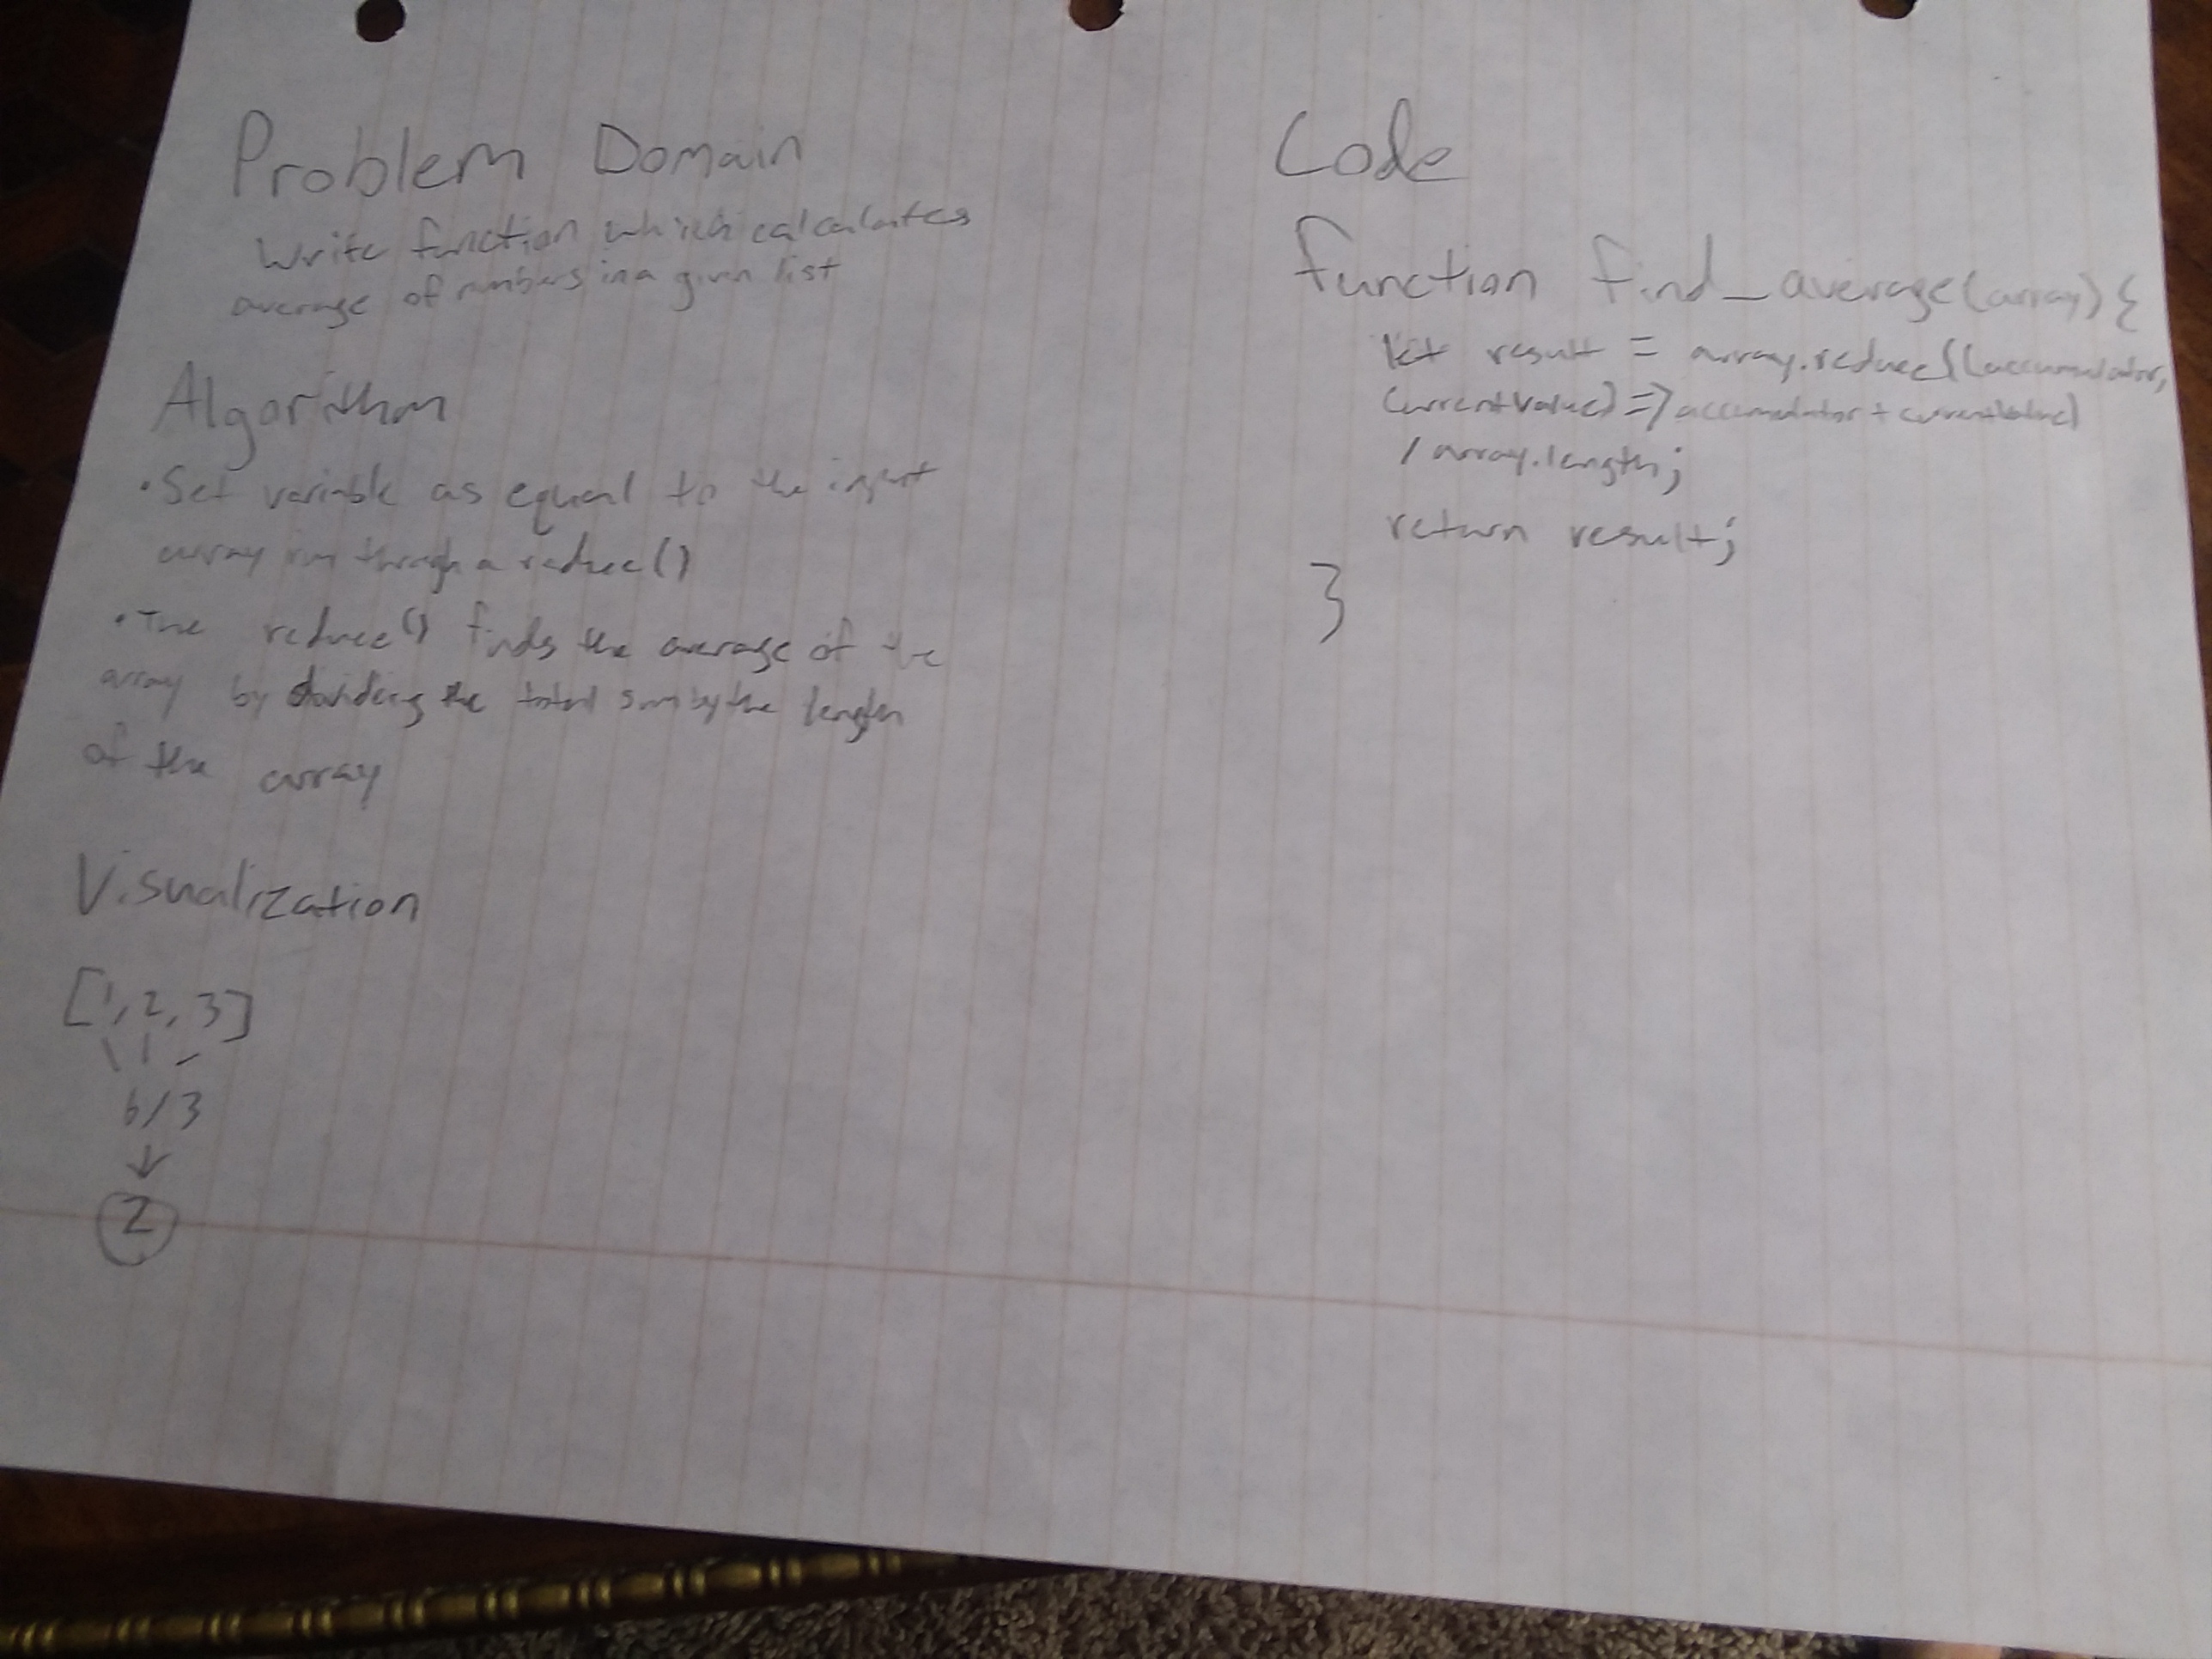 Problem Domain
Write function which calculates
average of numbers in a given list
Algorithm
• Set variable as equal to the input
array run through a reduce()
• The reduce() finds the average of the
array by dividing the total sum by the length
of the array
Visualization
[1, 2, 3]
6/3
2
Code
function find_average(array){
let result = array.reduce((accumulator,
currentValue) => accumulator + currentValue)
/ array.length;
return result;
}